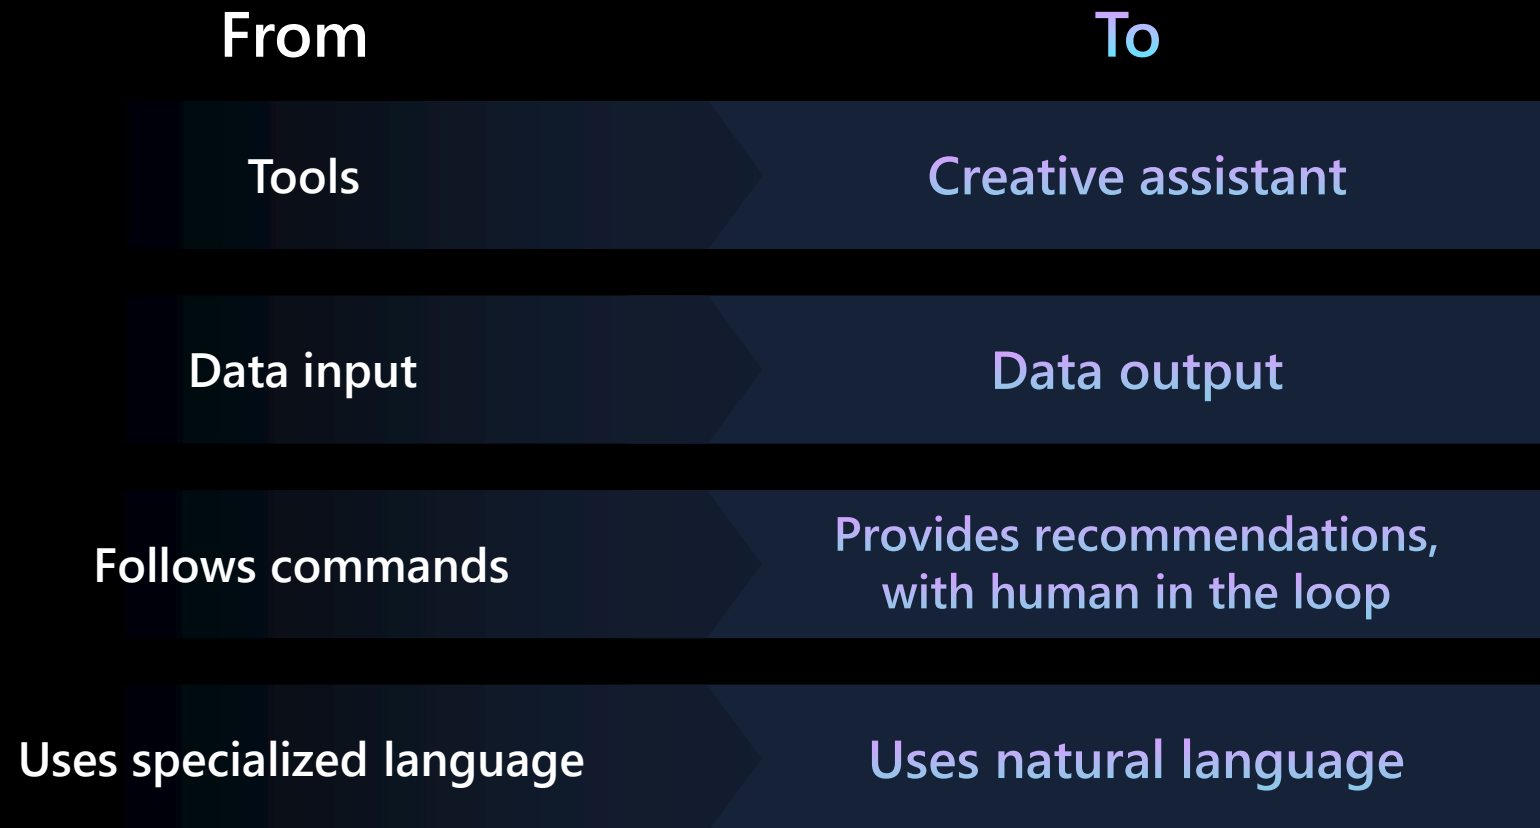 From
To
Tools
Creative assistant
Data input
Data output
Follows commands
Provides recommendations,
with human in the loop
Uses specialized language
Uses natural language